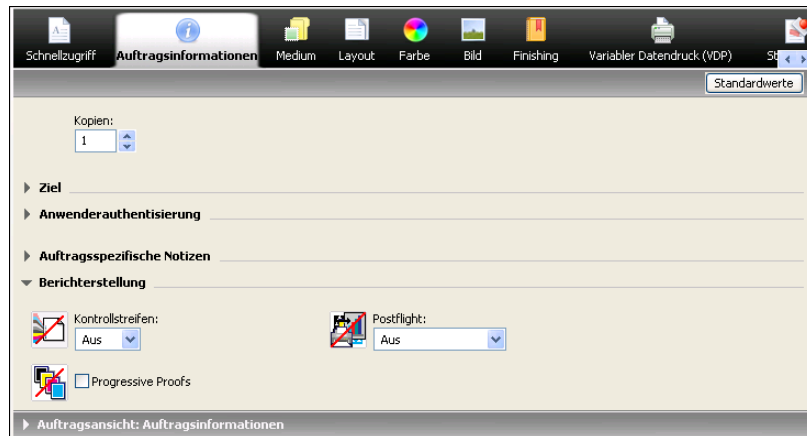 Schnellzugriff Auftragsinformationen Medium Layout Farbe Bild Finishing Variabler Datendruck (VDP)
Standardwerte
Kopien:
1
Ziel
Anwenderauthentisierung
Auftragsspezifische Notizen
Berichterstellung
Kontrollstreifen: Postflight:
Aus Aus
Progressive Proofs
Auftragsansicht: Auftragsinformationen